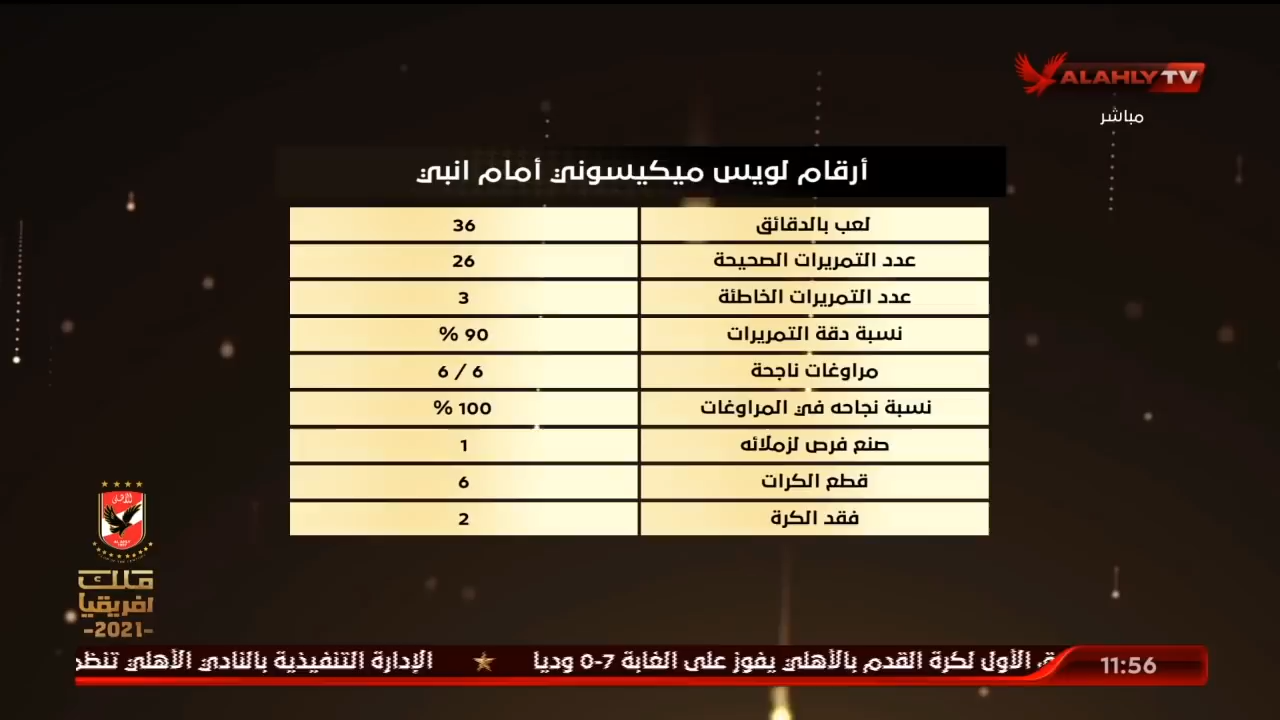 ALAHLY TV
مباشر
أرقام لويس ميكيسوني أمام انبي
لعب بالدقائق 36
عدد التمريرات الصحيحة 26
عدد التمريرات الخاطئة 3
نسبة دقة التمريرات 90 %
مراوغات ناجحة 6 / 6
نسبة نجاحه في المراوغات 100 %
صنع فرص لزملائه 1
قطع الكرات 6
فقد الكرة 2
ملك
افريقيا
-2021-
ق الأول لكرة القدم بالأهلي يفوز على الغابة 7-0 وديا ★ الإدارة التنفيذية بالنادي الأهلي تنظم
11:56